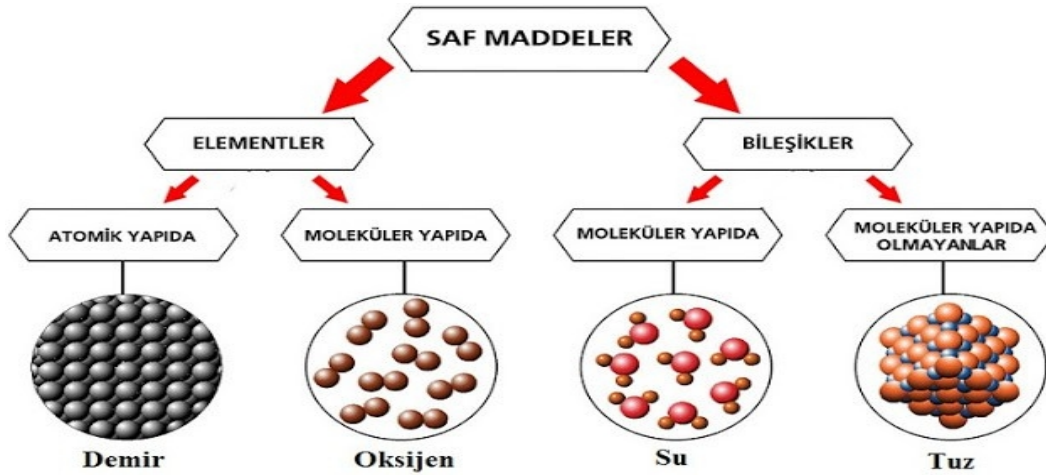 SAF MADDELER
ELEMENTLER
BİLEŞİKLER
ATOMİK YAPIDA
MOLEKÜLER YAPIDA
MOLEKÜLER YAPIDA
MOLEKÜLER YAPIDA
OLMAYANLAR
Demir
Oksijen
Su
Tuz